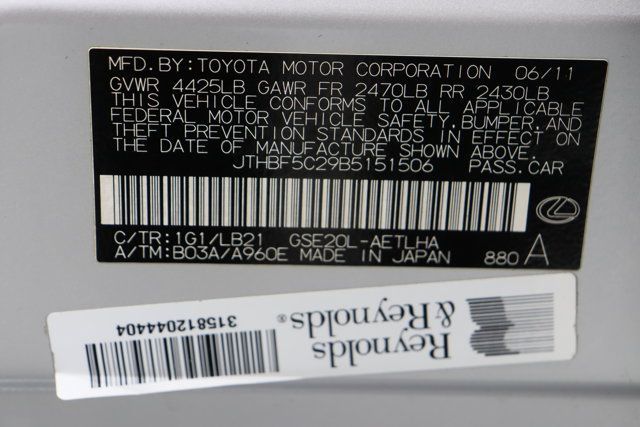 MFD. BY: TOYOTA MOTOR CORPORATION 06/11
GVWR 4425LB GAWR FR 2470LB RR 2430LB
THIS VEHICLE CONFORMS TO ALL APPLICABLE
FEDERAL MOTOR VEHICLE SAFETY, BUMPER, AND
THEFT PREVENTION STANDARDS IN EFFECT ON
THE DATE OF MANUFACTURE SHOWN ABOVE.
JTHBF5C29B5151506 PASS. CAR
C/TR: 1G1/LB21 GSE20L-AETLHA
A/TM: B03A/A960E MADE IN JAPAN 880 A
Reynolds
& Reynolds®
315812044404